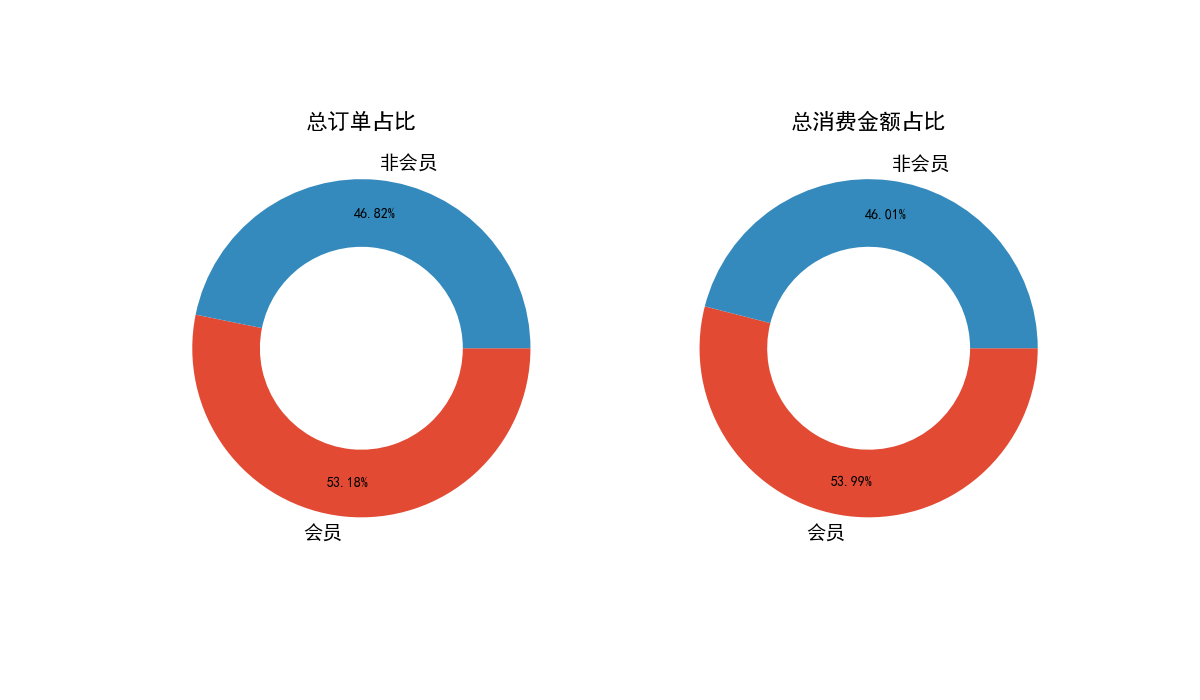 总订单占比
非会员
46.82%
53.18%
会员
总消费金额占比
非会员
46.01%
53.99%
会员